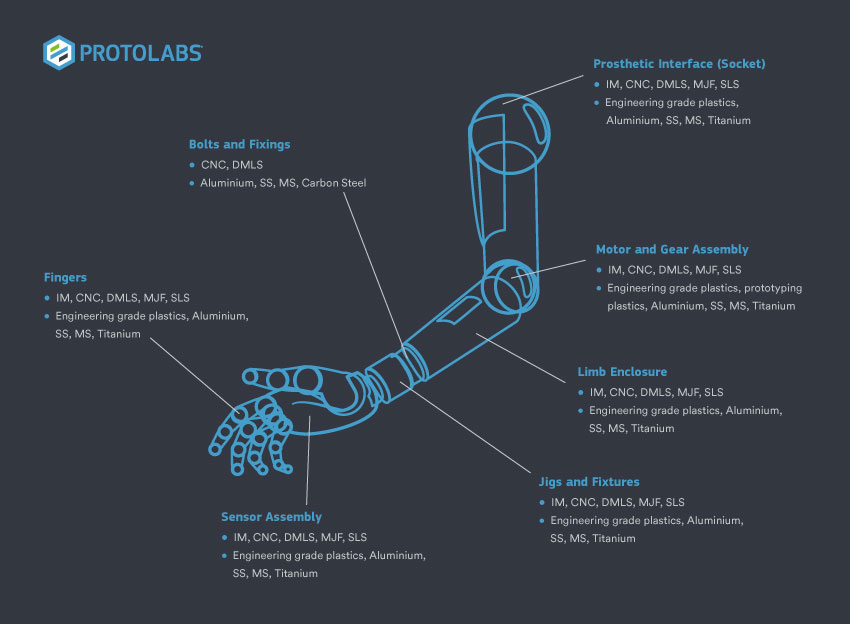 PROTOLABS
Prosthetic Interface (Socket)
• IM, CNC, DMLS, MJF, SLS
• Engineering grade plastics,
Aluminium, SS, MS, Titanium
Bolts and Fixings
• CNC, DMLS
• Aluminium, SS, MS, Carbon Steel
Motor and Gear Assembly
• IM, CNC, DMLS, MJF, SLS
• Engineering grade plastics, prototyping
plastics, Aluminium, SS, MS, Titanium
Fingers
• IM, CNC, DMLS, MJF, SLS
• Engineering grade plastics, Aluminium,
SS, MS, Titanium
Limb Enclosure
• IM, CNC, DMLS, MJF, SLS
• Engineering grade plastics, Aluminium,
SS, MS, Titanium
Jigs and Fixtures
• IM, CNC, DMLS, MJF, SLS
• Engineering grade plastics, Aluminium,
SS, MS, Titanium
Sensor Assembly
• IM, CNC, DMLS, MJF, SLS
• Engineering grade plastics, Aluminium,
SS, MS, Titanium